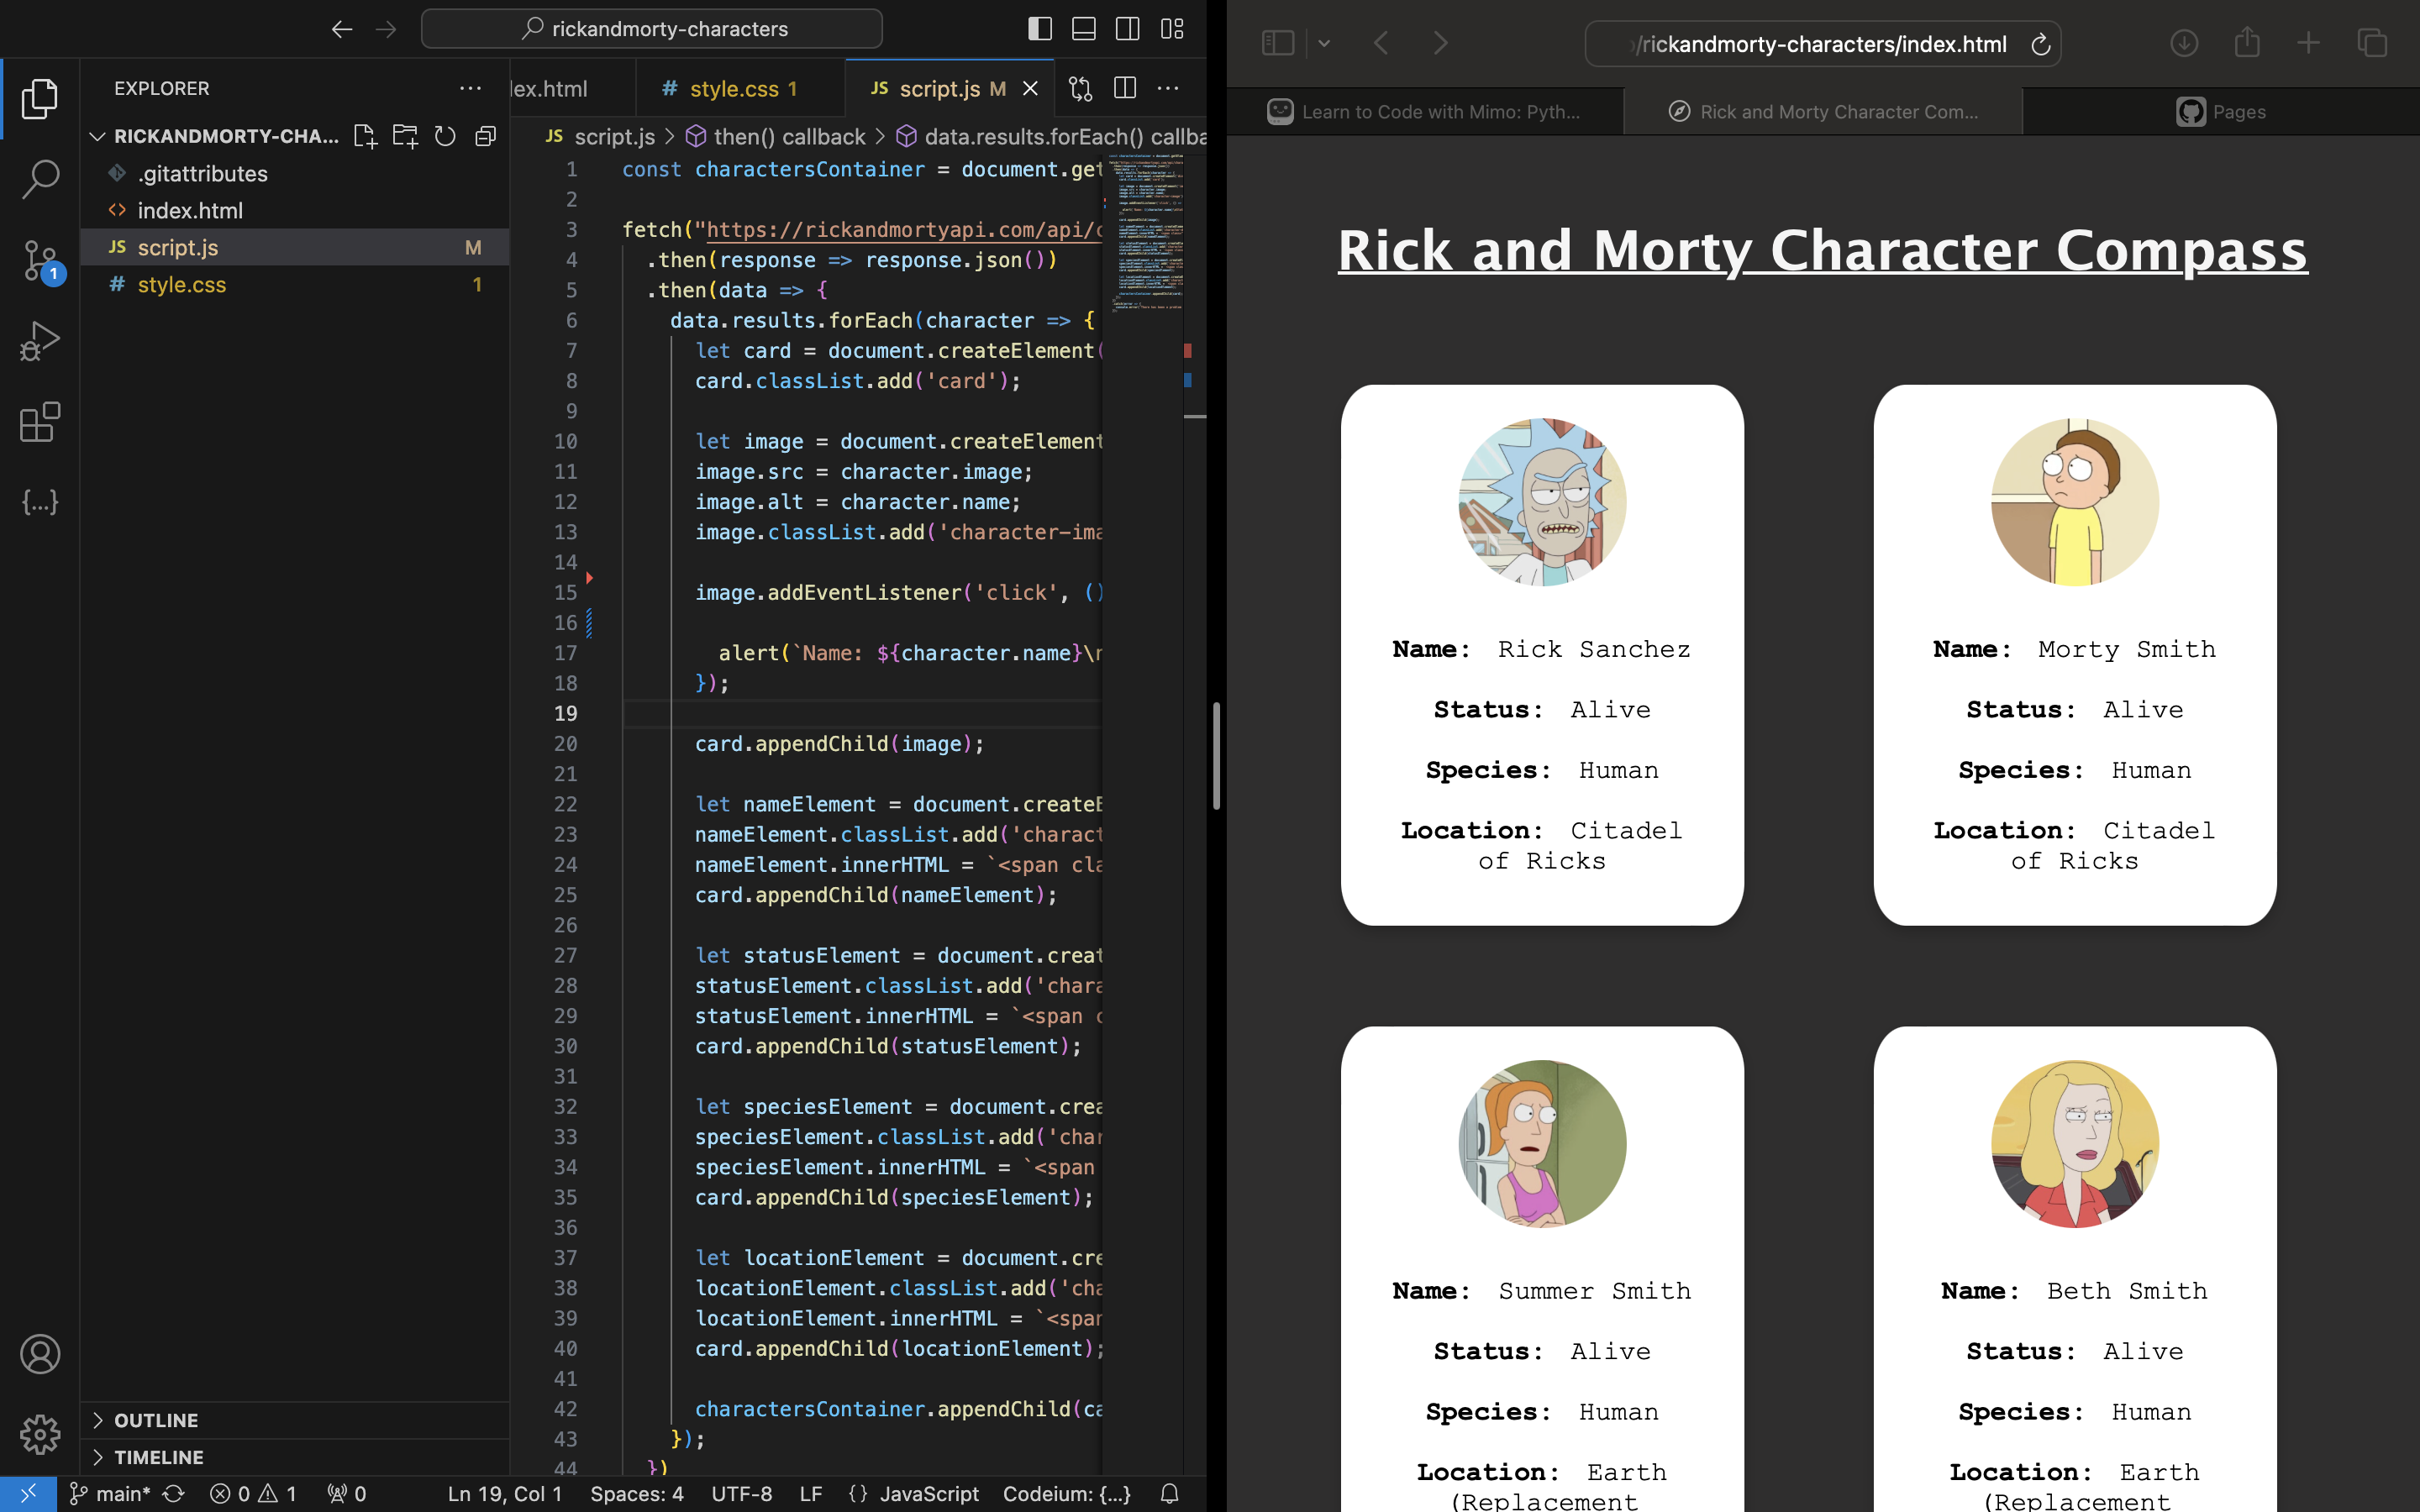 rickandmorty-characters
EXPLORER
RICKANDMORTY-CHA...
.gitattributes
<> index.html
JS script.js M
# style.css 1
OUTLINE
TIMELINE
lex.html
# style.css 1
JS script.js M
JS script.js > then() callback > data.results.forEach() callba
1 const charactersContainer = document.get
2
3 fetch("https://rickandmortyapi.com/api/c
4 .then(response => response.json())
5 .then(data => {
6 data.results.forEach(character => {
7 let card = document.createElement(
8 card.classList.add('card');
9
10 let image = document.createElement
11 image.src = character.image;
12 image.alt = character.name;
13 image.classList.add('character-ima
14
15 image.addEventListener('click', ()
16
17 alert(`Name: ${character.name}\n
18 });
19
20 card.appendChild(image);
21
22 let nameElement = document.createE
23 nameElement.classList.add('charact
24 nameElement.innerHTML = `<span cla
25 card.appendChild(nameElement);
26
27 let statusElement = document.creat
28 statusElement.classList.add('chara
29 statusElement.innerHTML = `<span c
30 card.appendChild(statusElement);
31
32 let speciesElement = document.crea
33 speciesElement.classList.add('char
34 speciesElement.innerHTML = `<span
35 card.appendChild(speciesElement);
36
37 let locationElement = document.cre
38 locationElement.classList.add('cha
39 locationElement.innerHTML = `<span
40 card.appendChild(locationElement);
41
42 charactersContainer.appendChild(ca
43 });
44 })
1
main* 0 1 0 Ln 19, Col 1 Spaces: 4 UTF-8 LF {} JavaScript Codeium: {...}
/rickandmorty-characters/index.html
Learn to Code with Mimo: Pyth...
Rick and Morty Character Com...
Pages
Rick and Morty Character Compass
Name: Rick Sanchez
Status: Alive
Species: Human
Location: Citadel
of Ricks
Name: Morty Smith
Status: Alive
Species: Human
Location: Citadel
of Ricks
Name: Summer Smith
Status: Alive
Species: Human
Location: Earth
(Replacement
Name: Beth Smith
Status: Alive
Species: Human
Location: Earth
(Replacement